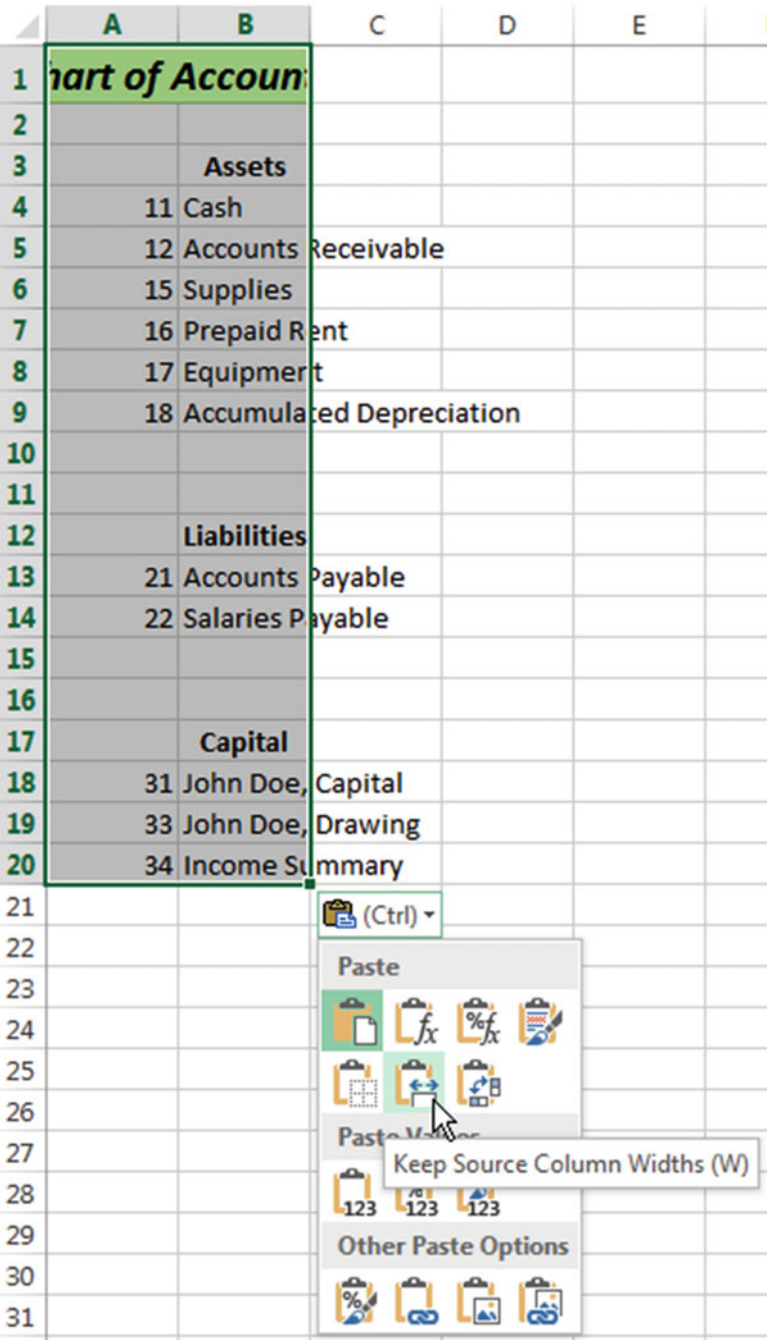 A B C D E
1 hart of Accoun
2
3 Assets
4 11 Cash
5 12 Accounts Receivable
6 15 Supplies
7 16 Prepaid Rent
8 17 Equipment
9 18 Accumulated Depreciation
10
11
12 Liabilities
13 21 Accounts Payable
14 22 Salaries Payable
15
16
17 Capital
18 31 John Doe, Capital
19 33 John Doe, Drawing
20 34 Income Summary
21 (Ctrl)
22 Paste
23
24 fx %fx
25
26
27 Paste Values
Keep Source Column Widths (W)
28 123 %123 123
29 Other Paste Options
30 %
31